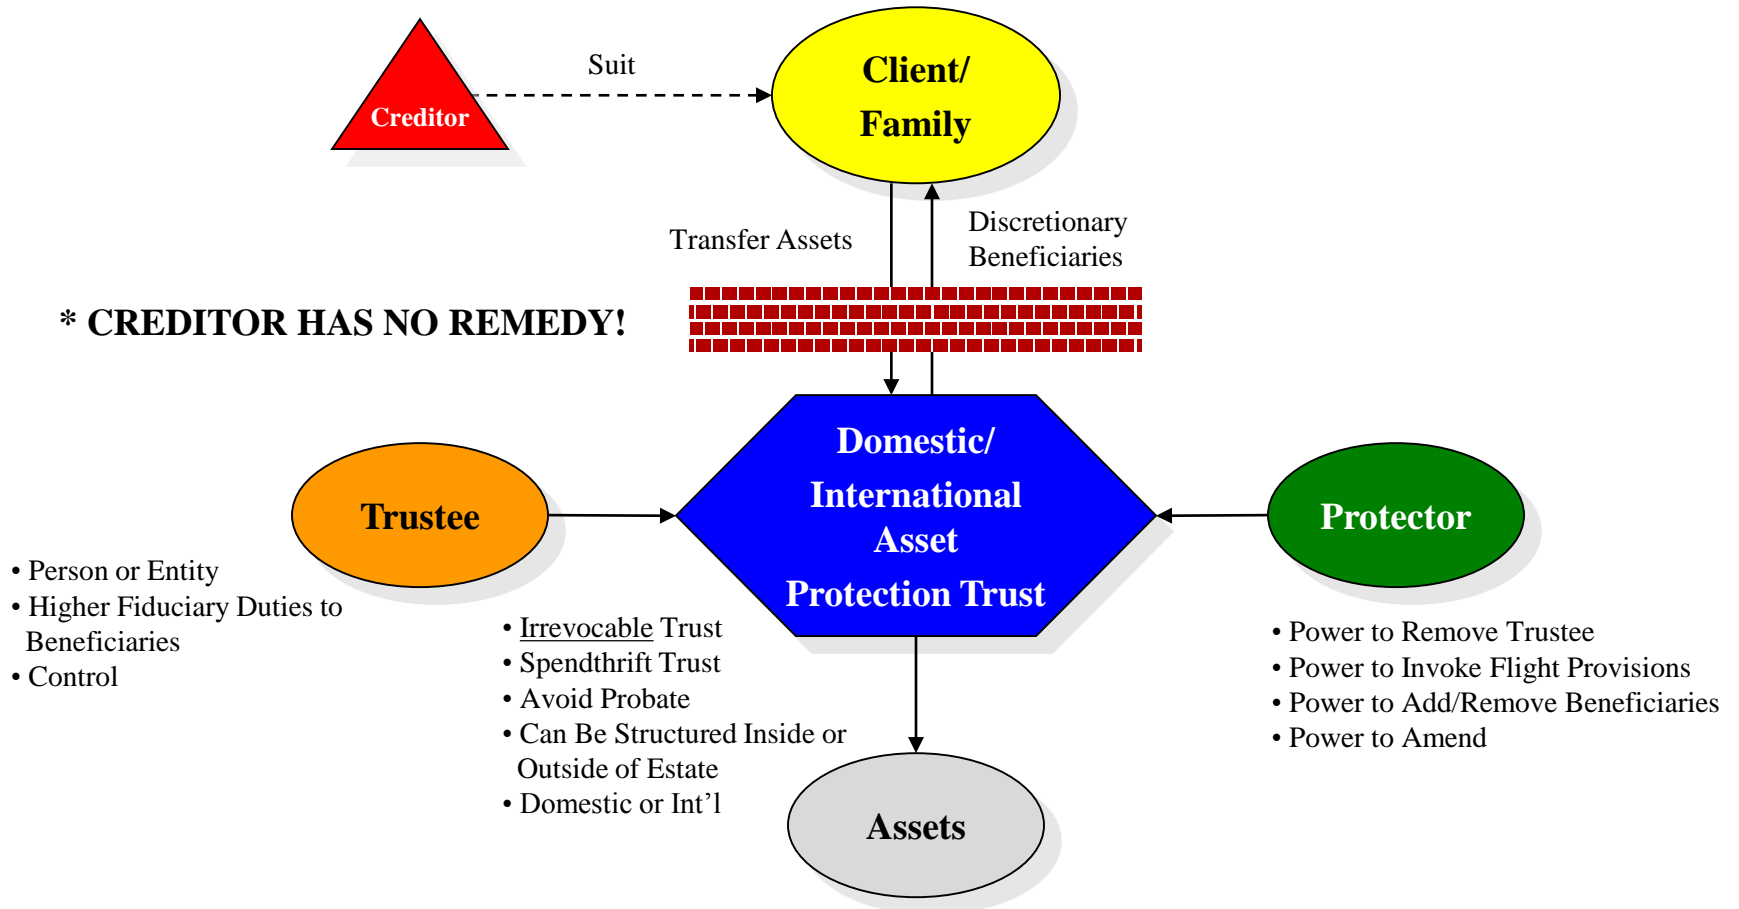 Suit
Client/
Family
Creditor
Transfer Assets
Discretionary
Beneficiaries
* CREDITOR HAS NO REMEDY!
Domestic/
International
Asset
Protection Trust
Trustee
Protector
• Person or Entity
• Higher Fiduciary Duties to
Beneficiaries
• Control
• Irrevocable Trust
• Spendthrift Trust
• Avoid Probate
• Can Be Structured Inside or
Outside of Estate
• Domestic or Int’l
• Power to Remove Trustee
• Power to Invoke Flight Provisions
• Power to Add/Remove Beneficiaries
• Power to Amend
Assets